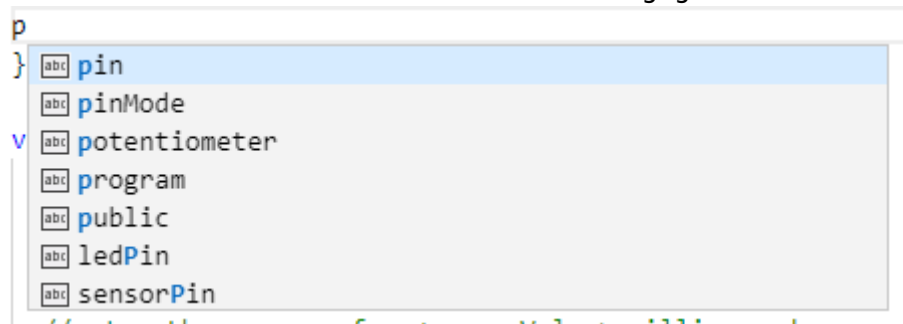 p
} pin
pinMode
v potentiometer
program
public
ledPin
sensorPin